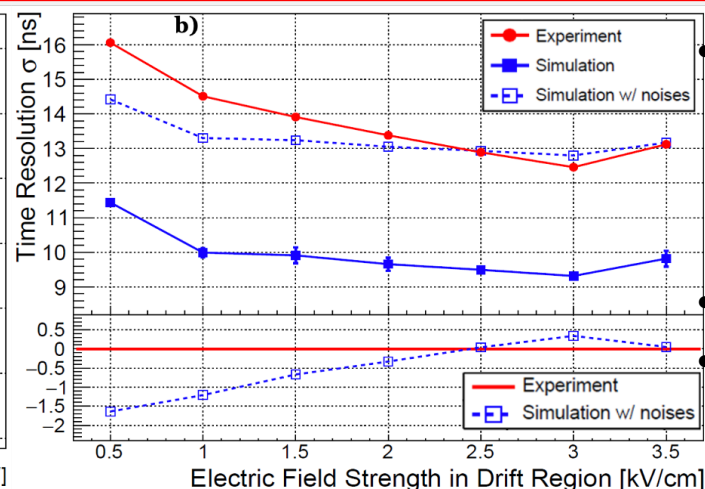 b)
Time Resolution σ [ns]
16
15
14
13
12
11
10
9
Experiment
Simulation
Simulation w/ noises
0.5
0
−0.5
−1
−1.5
−2
Experiment
Simulation w/ noises
0.5 1 1.5 2 2.5 3 3.5
Electric Field Strength in Drift Region [kV/cm]
]